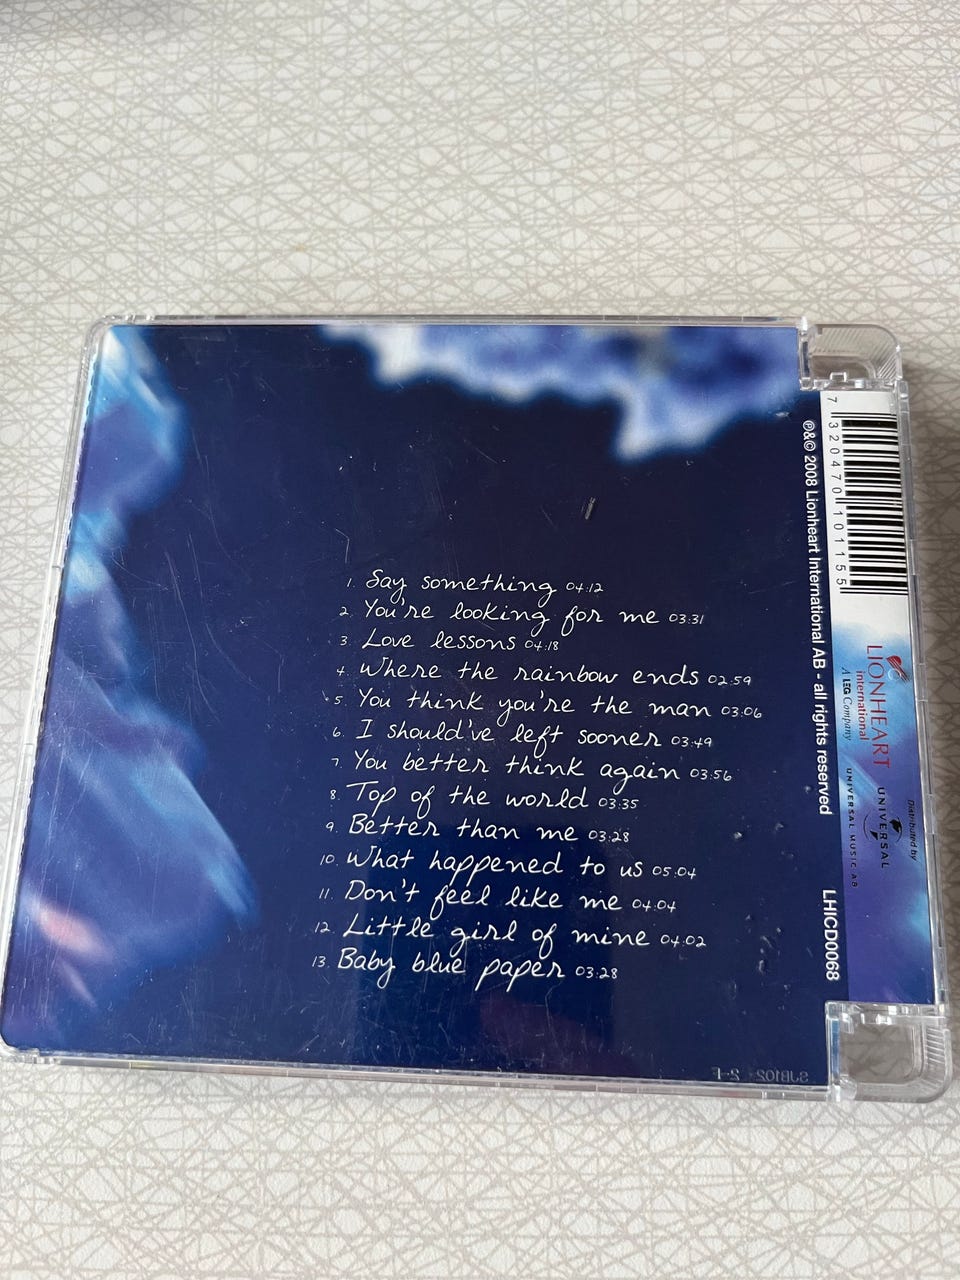 1. Say something 04:12
2. You're looking for me 03:31
3. Love lessons 04:18
4. Where the rainbow ends 02:59
5. You think you're the man 03:06
6. I should've left sooner 03:49
7. You better think again 03:56
8. Top of the world 03:35
9. Better than me 03:28
10. What happened to us 05:04
11. Don't feel like me 04:04
12. Little girl of mine 04:02
13. Baby blue paper 03:28
℗&© 2008 Lionheart International AB - all rights reserved
LHICD0068
7 320470 101155
LIONHEART
international
A LEG Company
Distributed by
UNIVERSAL
UNIVERSAL MUSIC AB
SJB102 2-F